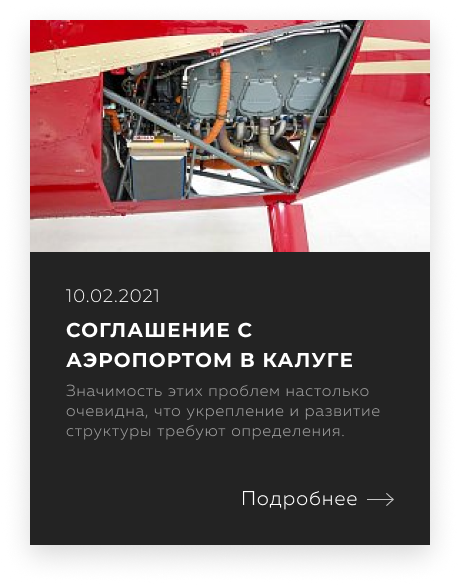 10.02.2021
СОГЛАШЕНИЕ С
АЭРОПОРТОМ В КАЛУГЕ
Значимость этих проблем настолько
очевидна, что укрепление и развитие
структуры требуют определения.
Подробнее